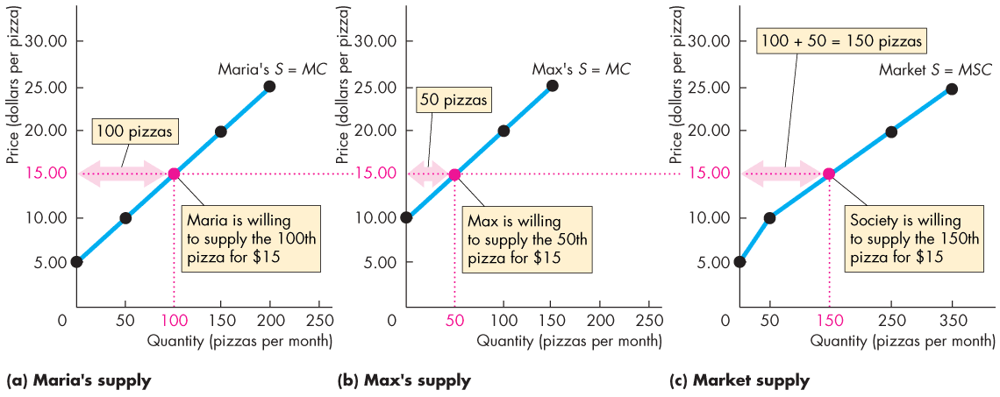 Price (dollars per pizza)
30.00
25.00
20.00
15.00
10.00
5.00
0
50
100
150
200
250
Quantity (pizzas per month)
Maria's S = MC
100 pizzas
Maria is willing
to supply the 100th
pizza for $15
(a) Maria's supply
Price (dollars per pizza)
30.00
25.00
20.00
15.00
10.00
5.00
0
50
100
150
200
250
Quantity (pizzas per month)
Max's S = MC
50 pizzas
Max is willing
to supply the 50th
pizza for $15
(b) Max's supply
Price (dollars per pizza)
30.00
25.00
20.00
15.00
10.00
5.00
0
50
150
250
350
Quantity (pizzas per month)
100 + 50 = 150 pizzas
Market S = MSC
Society is willing
to supply the 150th
pizza for $15
(c) Market supply